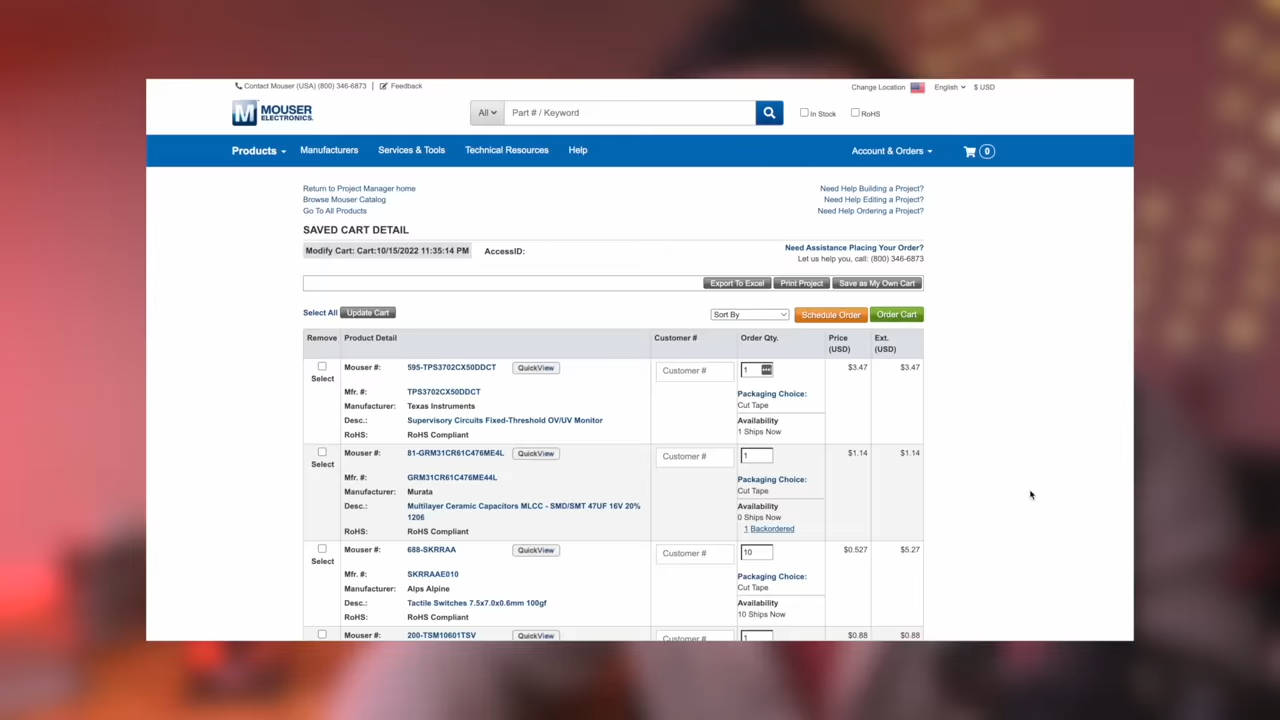 Contact Mouser (USA) (800) 346-6873 | Feedback
Change Location English $ USD
MOUSER ELECTRONICS.
All Part # / Keyword
In Stock RoHS
Products Manufacturers Services & Tools Technical Resources Help Account & Orders 0
Return to Project Manager home
Need Help Building a Project?
Browse Mouser Catalog
Need Help Editing a Project?
Go To All Products
Need Help Ordering a Project?
SAVED CART DETAIL
Modify Cart: Cart:10/15/2022 11:35:14 PM AccessID:
Need Assistance Placing Your Order?
Let us help you, call: (800) 346-6873
Export To Excel Print Project Save as My Own Cart
Select All Update Cart Sort By Schedule Order Order Cart
Remove Product Detail Customer # Order Qty. Price (USD) Ext. (USD)
Select
Mouser #: 595-TPS3702CX50DDCT QuickView
Mfr. #: TPS3702CX50DDCT
Manufacturer: Texas Instruments
Desc.: Supervisory Circuits Fixed-Threshold OV/UV Monitor
RoHS: RoHS Compliant
Customer #
1
Packaging Choice:
Cut Tape
Availability
1 Ships Now
$3.47 $3.47
Select
Mouser #: 81-GRM31CR61C476ME4L QuickView
Mfr. #: GRM31CR61C476ME44L
Manufacturer: Murata
Desc.: Multilayer Ceramic Capacitors MLCC - SMD/SMT 47UF 16V 20%
1206
RoHS: RoHS Compliant
Customer #
1
Packaging Choice:
Cut Tape
Availability
0 Ships Now
1 Backordered
$1.14 $1.14
Select
Mouser #: 688-SKRRAA QuickView
Mfr. #: SKRRAAE010
Manufacturer: Alps Alpine
Desc.: Tactile Switches 7.5x7.0x0.6mm 100gf
RoHS: RoHS Compliant
Customer #
10
Packaging Choice:
Cut Tape
Availability
10 Ships Now
$0.527 $5.27
Mouser #: 200-TSM10601TSV QuickView
Customer #
1
$0.88 $0.88